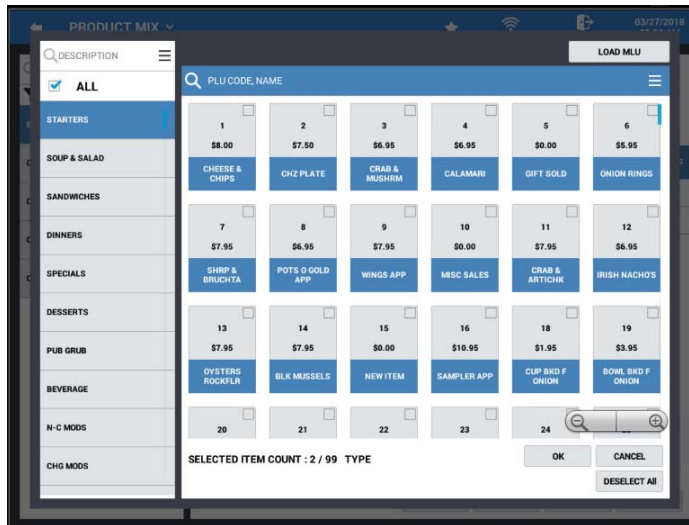 PRODUCT MIX
03/27/2018
DESCRIPTION
LOAD MLU
ALL
PLU CODE, NAME
STARTERS
SOUP & SALAD
SANDWICHES
DINNERS
SPECIALS
DESSERTS
PUB GRUB
BEVERAGE
N-C MODS
CHG MODS
1 2 3 4 5 6
$8.00 $7.50 $6.95 $6.95 $0.00 $5.95
CHEESE & CHIPS CHZ PLATE CRAB & MUSHRM CALAMARI GIFT SOLD ONION RINGS
7 8 9 10 11 12
$7.95 $6.95 $7.95 $0.00 $7.95 $6.95
SHRP & BRUCHTA POTS O GOLD APP WINGS APP MISC SALES CRAB & ARTICHK IRISH NACHO'S
13 14 15 16 18 19
$7.95 $7.95 $0.00 $10.95 $1.95 $3.95
OYSTERS ROCKFLR BLK MUSSELS NEW ITEM SAMPLER APP CUP BKD F ONION BOWL BKD F ONION
20 21 22 23 24
SELECTED ITEM COUNT : 2 / 99 TYPE
OK CANCEL
DESELECT All